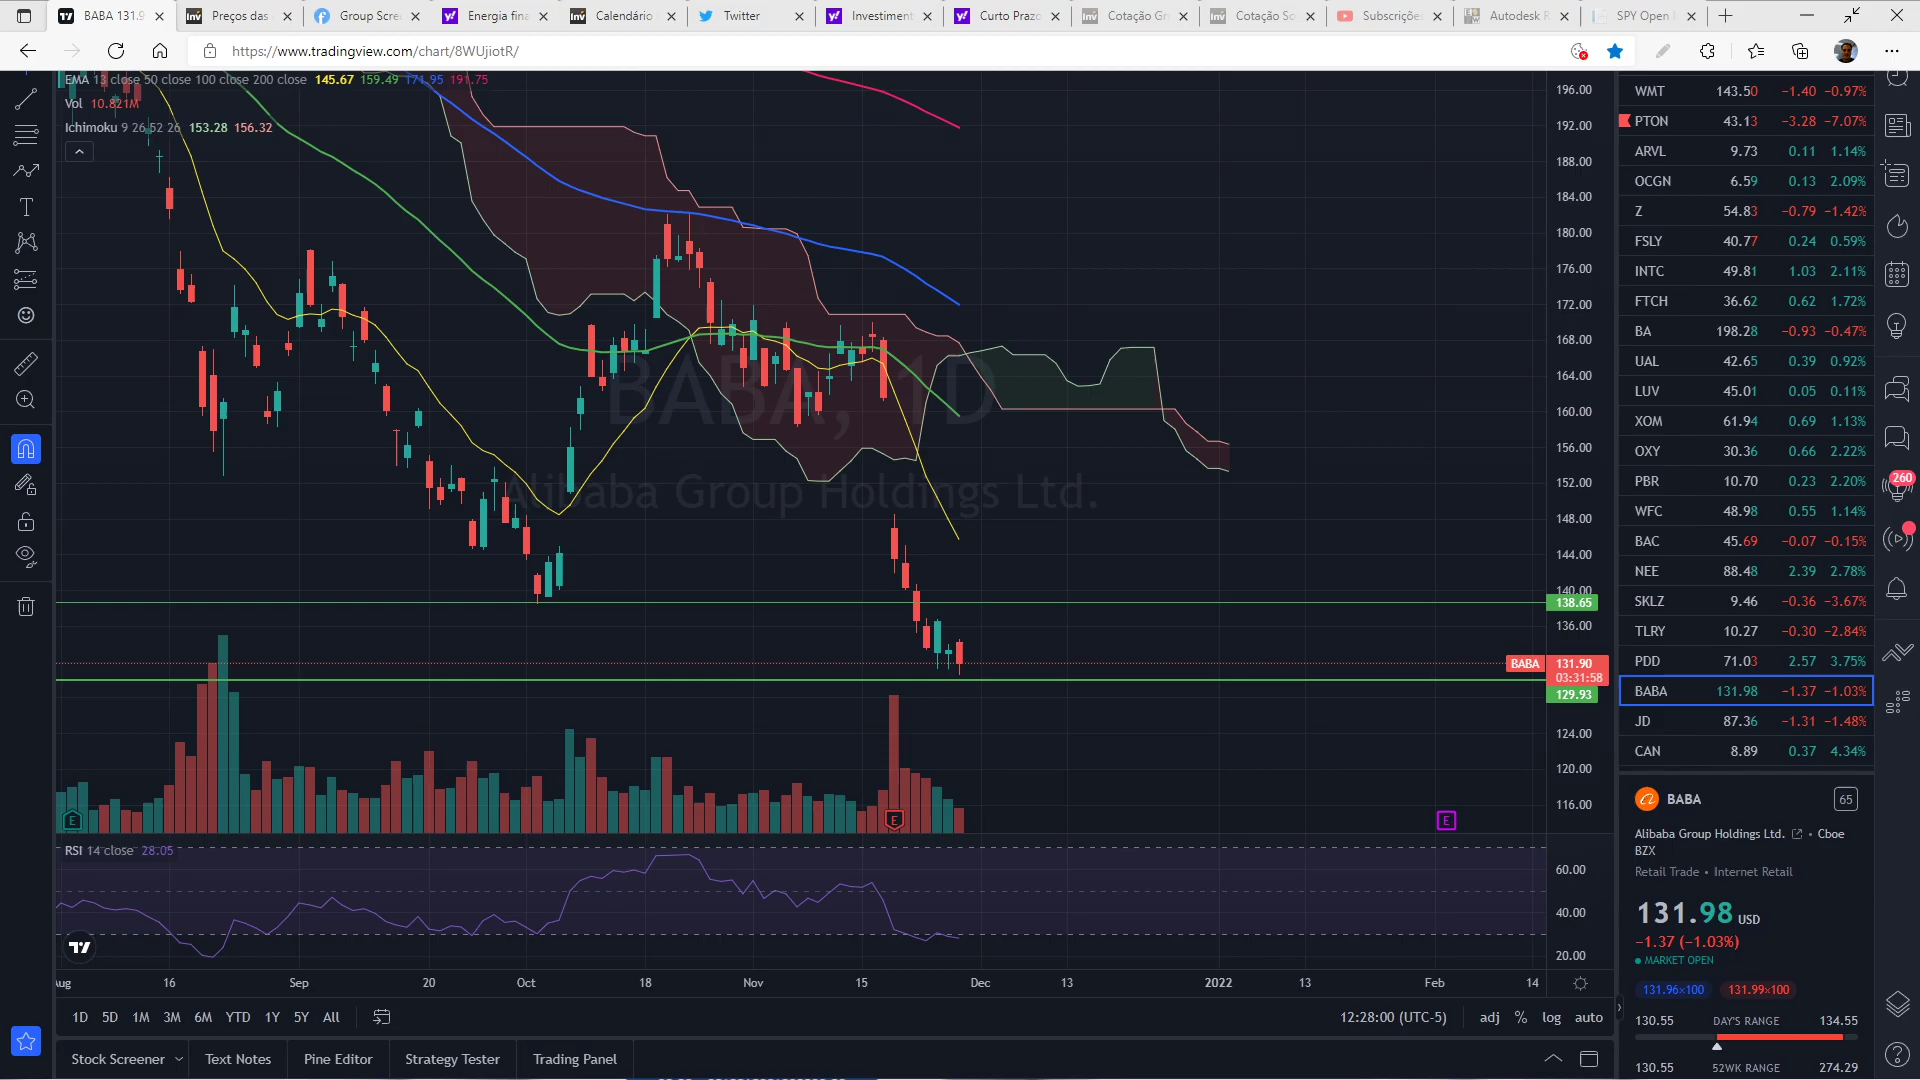 BABA 131.9
Preços das
Group Scre
Energia fina
Calendário
Twitter
Investiment
Curto Prazo
Cotação Gr
Cotação So
Subscriçõe
Autodesk R
SPY Open
https://www.tradingview.com/chart/8WUjiotR/
EMA 13 close 50 close 100 close 200 close 145.67 159.49 171.95 191.75
Vol 10.821M
Ichimoku 9 26 52 26 153.28 156.32
BABA, 1D
Alibaba Group Holdings Ltd.
196.00
192.00
188.00
184.00
180.00
176.00
172.00
168.00
164.00
160.00
156.00
152.00
148.00
144.00
140.00
138.65
136.00
BABA 131.90
03:31:58
129.93
124.00
120.00
116.00
E
E
E
RSI 14 close 28.05
60.00
40.00
20.00
Aug 16 Sep 20 Oct 18 Nov 15 Dec 13 2022 13 Feb 14
1D 5D 1M 3M 6M YTD 1Y 5Y All
12:28:00 (UTC-5) adj % log auto
Stock Screener Text Notes Pine Editor Strategy Tester Trading Panel
WMT 143.50 −1.40 −0.97%
PTON 43.13 −3.28 −7.07%
ARVL 9.73 0.11 1.14%
OCGN 6.59 0.13 2.09%
Z 54.83 −0.79 −1.42%
FSLY 40.77 0.24 0.59%
INTC 49.81 1.03 2.11%
FTCH 36.62 0.62 1.72%
BA 198.28 −0.93 −0.47%
UAL 42.65 0.39 0.92%
LUV 45.01 0.05 0.11%
XOM 61.94 0.69 1.13%
OXY 30.36 0.66 2.22%
PBR 10.70 0.23 2.20%
WFC 48.98 0.55 1.14%
BAC 45.69 −0.07 −0.15%
NEE 88.48 2.39 2.78%
SKLZ 9.46 −0.36 −3.67%
TLRY 10.27 −0.30 −2.84%
PDD 71.03 2.57 3.75%
BABA 131.98 −1.37 −1.03%
JD 87.36 −1.31 −1.48%
CAN 8.89 0.37 4.34%
BABA 65
Alibaba Group Holdings Ltd. • Cboe
BZX
Retail Trade • Internet Retail
131.98 USD
−1.37 (−1.03%)
MARKET OPEN
131.96×100 131.99×100
130.55 DAY'S RANGE 134.55
130.55 52WK RANGE 274.29
260